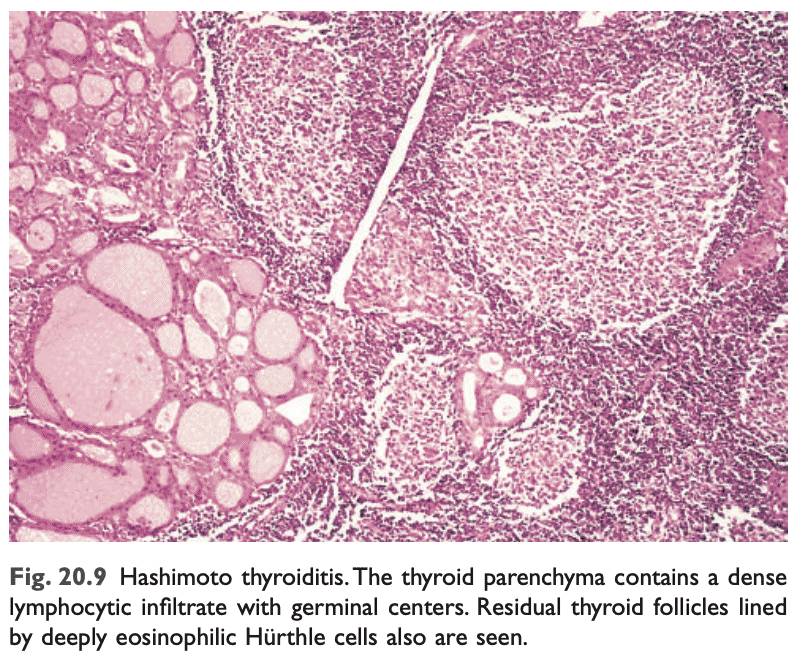 Fig. 20.9 Hashimoto thyroiditis. The thyroid parenchyma contains a dense
lymphocytic infiltrate with germinal centers. Residual thyroid follicles lined
by deeply eosinophilic Hürthle cells also are seen.